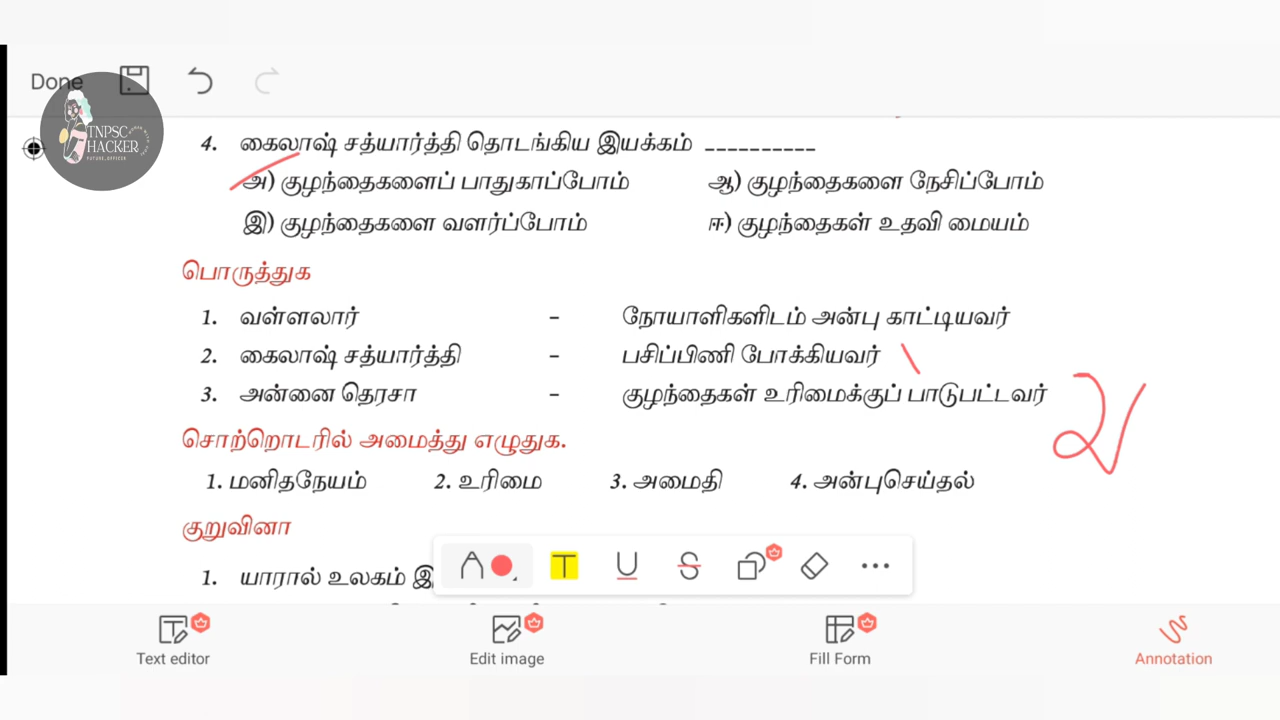 Done
TNPSC
HACKER
FUTURE OFFICER
4. கைலாஷ் சத்யார்த்தி தொடங்கிய இயக்கம் __________
அ) குழந்தைகளைப் பாதுகாப்போம் ஆ) குழந்தைகளை நேசிப்போம்
இ) குழந்தைகளை வளர்ப்போம் ஈ) குழந்தைகள் உதவி மையம்
பொருத்துக
1. வள்ளலார் – நோயாளிகளிடம் அன்பு காட்டியவர்
2. கைலாஷ் சத்யார்த்தி – பசிப்பிணி போக்கியவர்
3. அன்னை தெரசா – குழந்தைகள் உரிமைக்குப் பாடுபட்டவர்
சொற்றொடரில் அமைத்து எழுதுக.
1. மனிதநேயம் 2. உரிமை 3. அமைதி 4. அன்புசெய்தல்
குறுவினா
1. யாரால் உலகம்
Text editor Edit image Fill Form Annotation